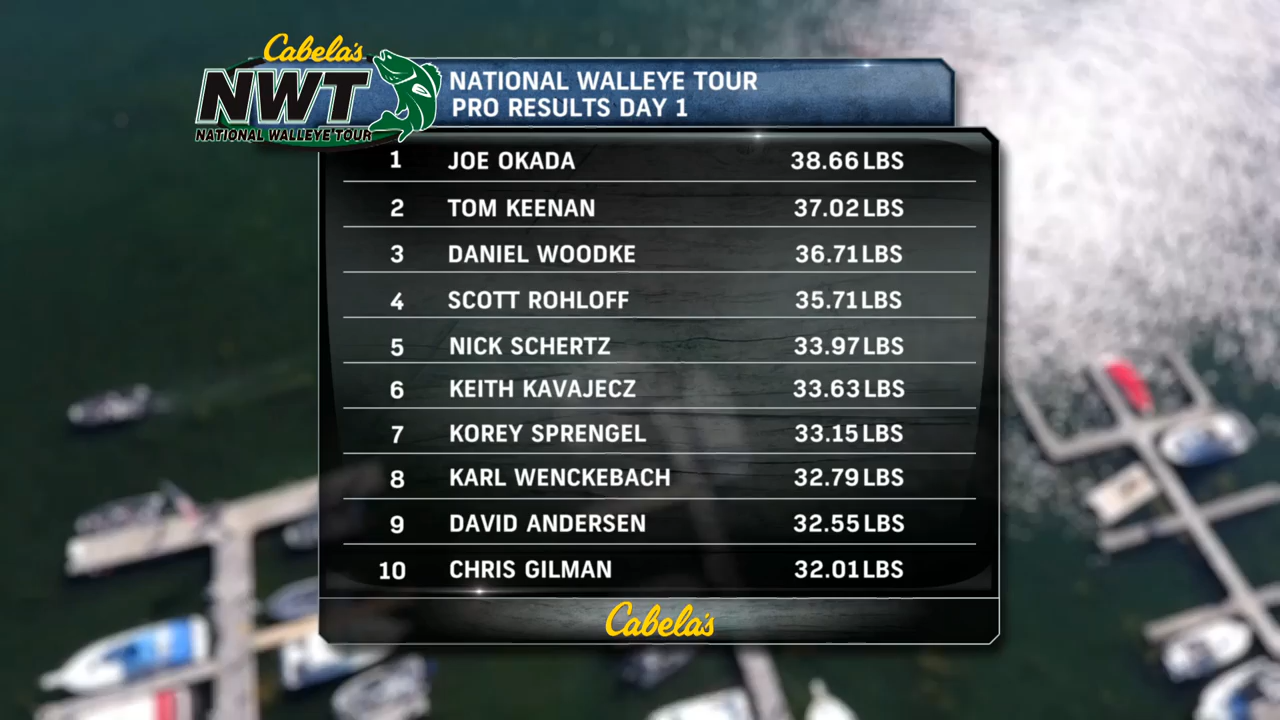 Cabela's
NWT
NATIONAL WALLEYE TOUR
NATIONAL WALLEYE TOUR
PRO RESULTS DAY 1
1 JOE OKADA 38.66 LBS
2 TOM KEENAN 37.02 LBS
3 DANIEL WOODKE 36.71 LBS
4 SCOTT ROHLOFF 35.71 LBS
5 NICK SCHERTZ 33.97 LBS
6 KEITH KAVAJECZ 33.63 LBS
7 KOREY SPRENGEL 33.15 LBS
8 KARL WENCKEBACH 32.79 LBS
9 DAVID ANDERSEN 32.55 LBS
10 CHRIS GILMAN 32.01 LBS
Cabela's